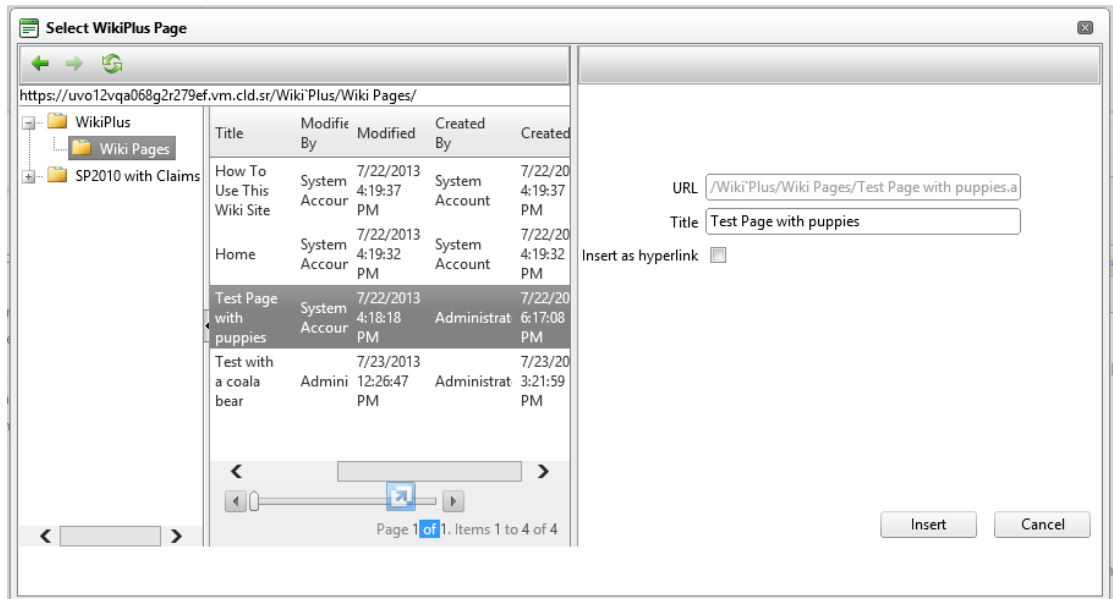 Select WikiPlus Page
https://uvo12vqa068g2r279ef.vm.cld.sr/Wiki`Plus/Wiki Pages/
WikiPlus
Wiki Pages
SP2010 with Claims
Title Modifie By Modified Created By Created
How To Use This Wiki Site System Accour 7/22/2013 4:19:37 PM System Account 7/22/20 4:19:37 PM
Home System Accour 7/22/2013 4:19:32 PM System Account 7/22/20 4:19:32 PM
Test Page with puppies System Accour 7/22/2013 4:18:18 PM Administrat 7/22/20 6:17:08 PM
Test with a coala bear Admini 7/23/2013 12:26:47 PM Administrat 7/23/20 3:21:59 PM
Page 1 of 1. Items 1 to 4 of 4
URL /Wiki`Plus/Wiki Pages/Test Page with puppies.a
Title Test Page with puppies
Insert as hyperlink
Insert Cancel